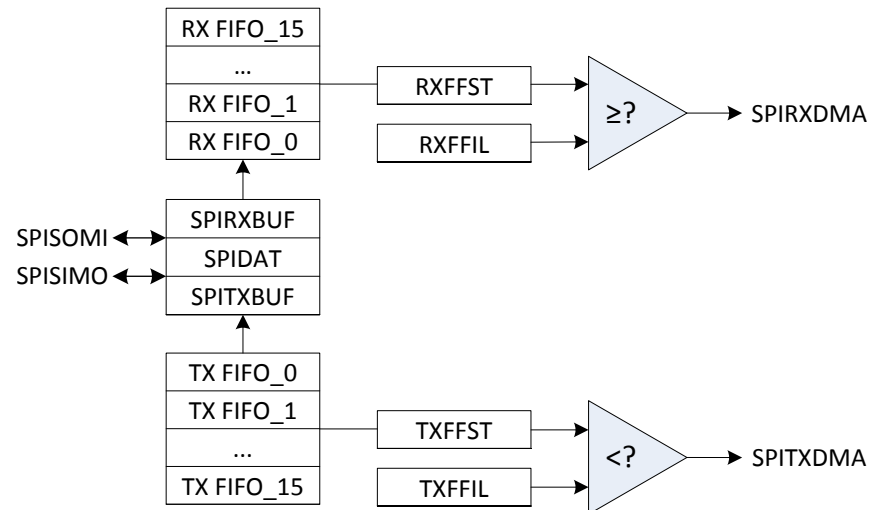 RX FIFO_15
...
RX FIFO_1
RX FIFO_0
RXFFST
RXFFIL
≥?
SPIRXDMA
SPISOMI
SPISIMO
SPIRXBUF
SPIDAT
SPITXBUF
TX FIFO_0
TX FIFO_1
...
TX FIFO_15
TXFFST
TXFFIL
<?
SPITXDMA